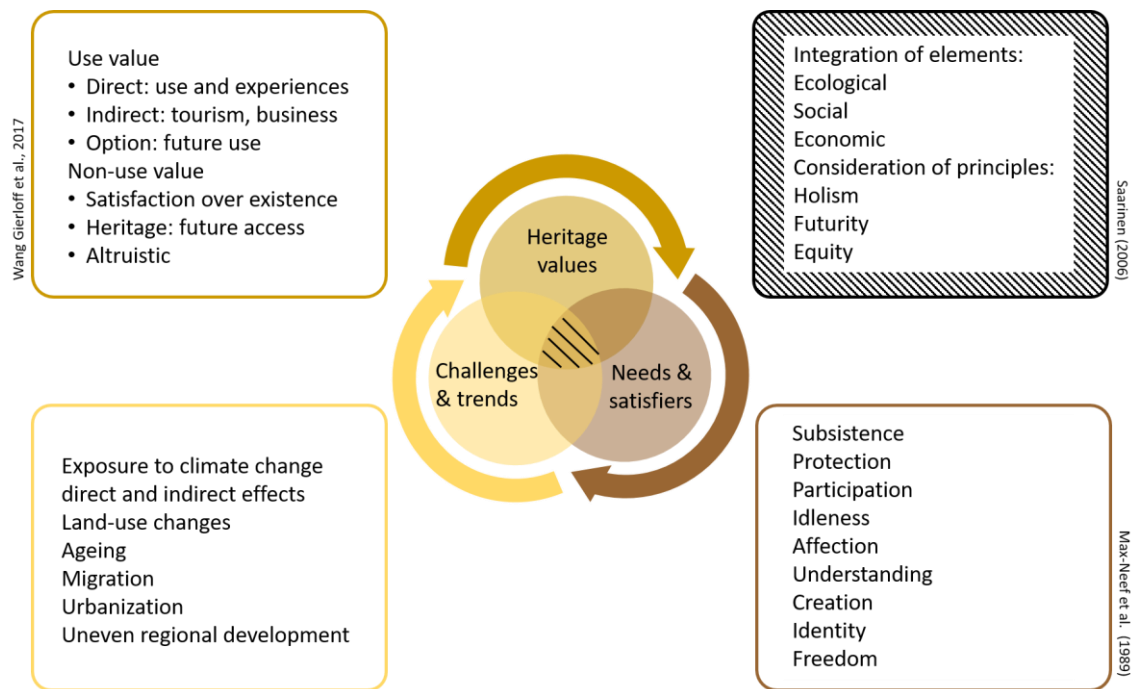 Wang Gierloff et al., 2017
Use value
• Direct: use and experiences
• Indirect: tourism, business
• Option: future use
Non-use value
• Satisfaction over existence
• Heritage: future access
• Altruistic
Integration of elements:
Ecological
Social
Economic
Consideration of principles:
Holism
Futurity
Equity
Saarinen (2006)
Heritage
values
Challenges
& trends
Needs &
satisfiers
Exposure to climate change
direct and indirect effects
Land-use changes
Ageing
Migration
Urbanization
Uneven regional development
Subsistence
Protection
Participation
Idleness
Affection
Understanding
Creation
Identity
Freedom
Max-Neef et al. (1989)